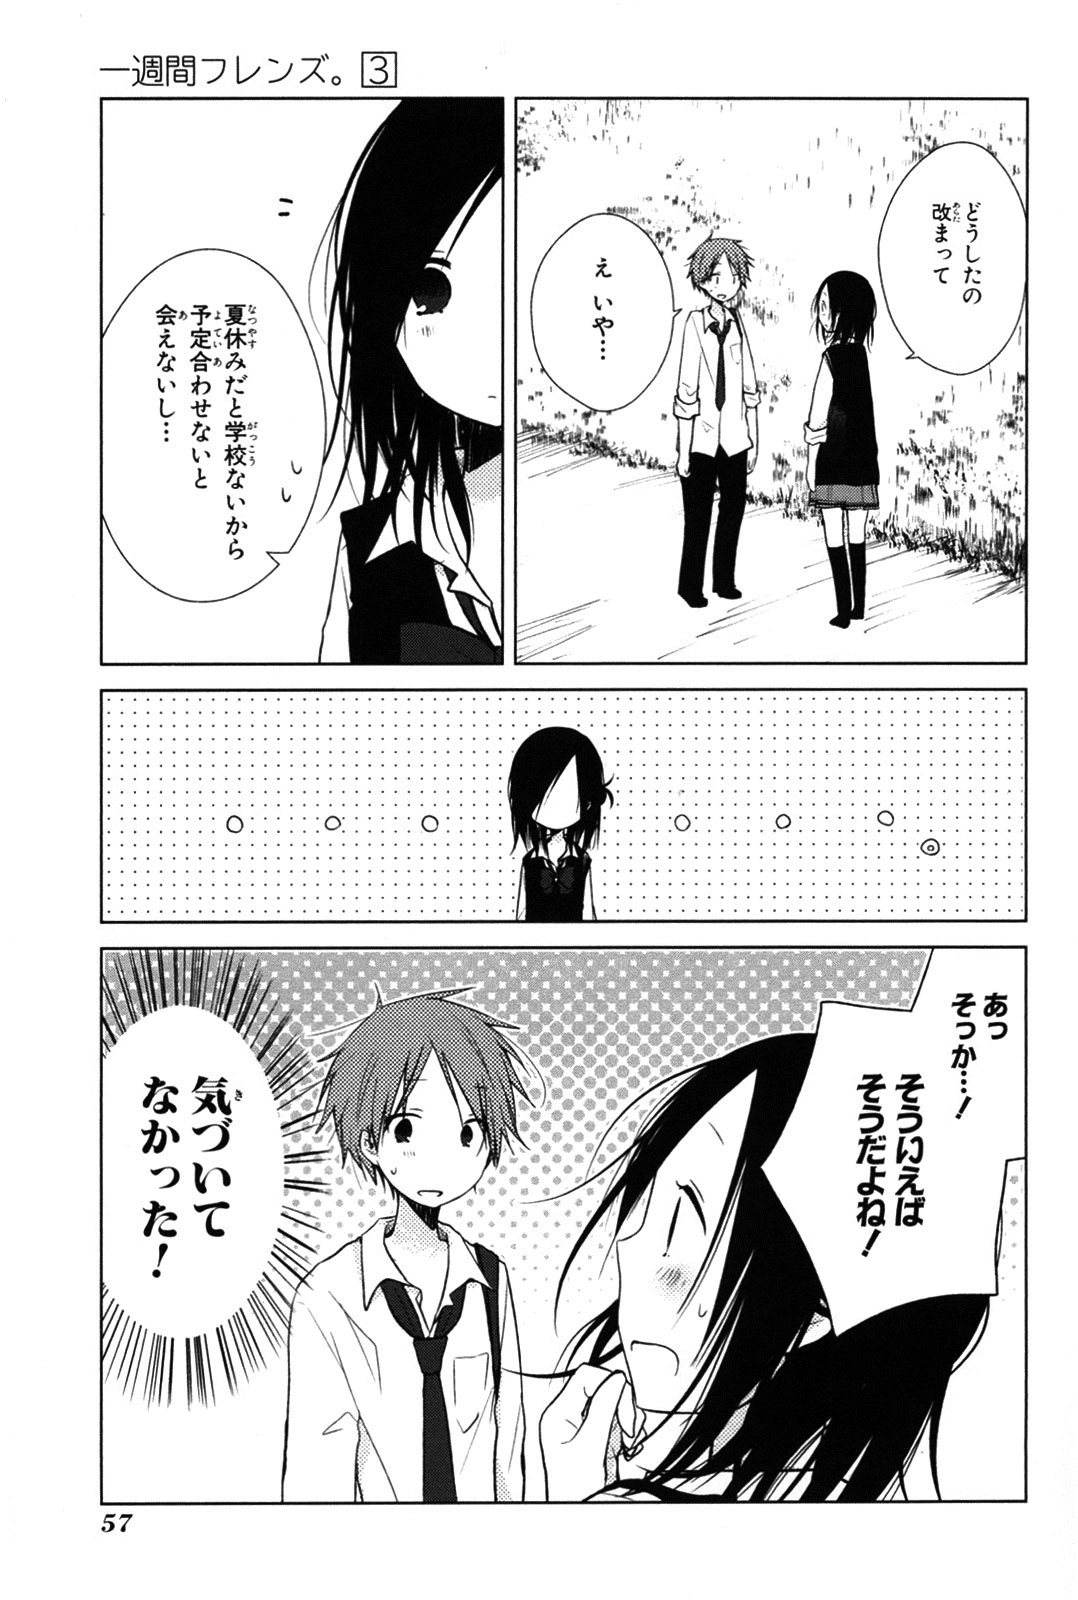 一週間フレンズ。3
どうしたの
改まって
え いや…
夏休みだと学校ないから
予定合わせないと
会えないし…
あっ
そっか…!
そういえば
そうだよね!
気づいて
なかった!
57